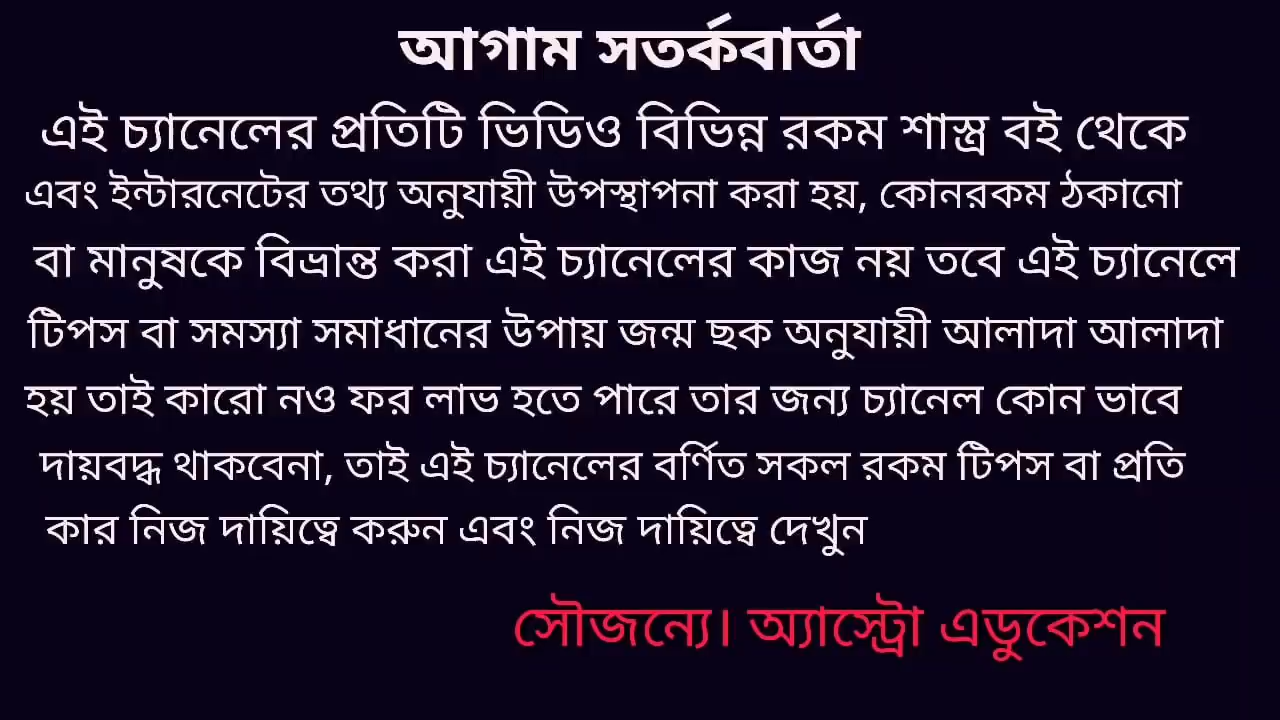 আগাম সতর্কবার্তা
এই চ্যানেলের প্রতিটি ভিডিও বিভিন্ন রকম শাস্ত্র বই থেকে
এবং ইন্টারনেটের তথ্য অনুযায়ী উপস্থাপনা করা হয়, কোনরকম ঠকানো
বা মানুষকে বিভ্রান্ত করা এই চ্যানেলের কাজ নয় তবে এই চ্যানেলে
টিপস বা সমস্যা সমাধানের উপায় জন্ম ছক অনুযায়ী আলাদা আলাদা
হয় তাই কারো নও ফর লাভ হতে পারে তার জন্য চ্যানেল কোন ভাবে
দায়বদ্ধ থাকবেনা, তাই এই চ্যানেলের বর্ণিত সকল রকম টিপস বা প্রতি
কার নিজ দায়িত্বে করুন এবং নিজ দায়িত্বে দেখুন
সৌজন্যে। অ্যাস্ট্রো এডুকেশন